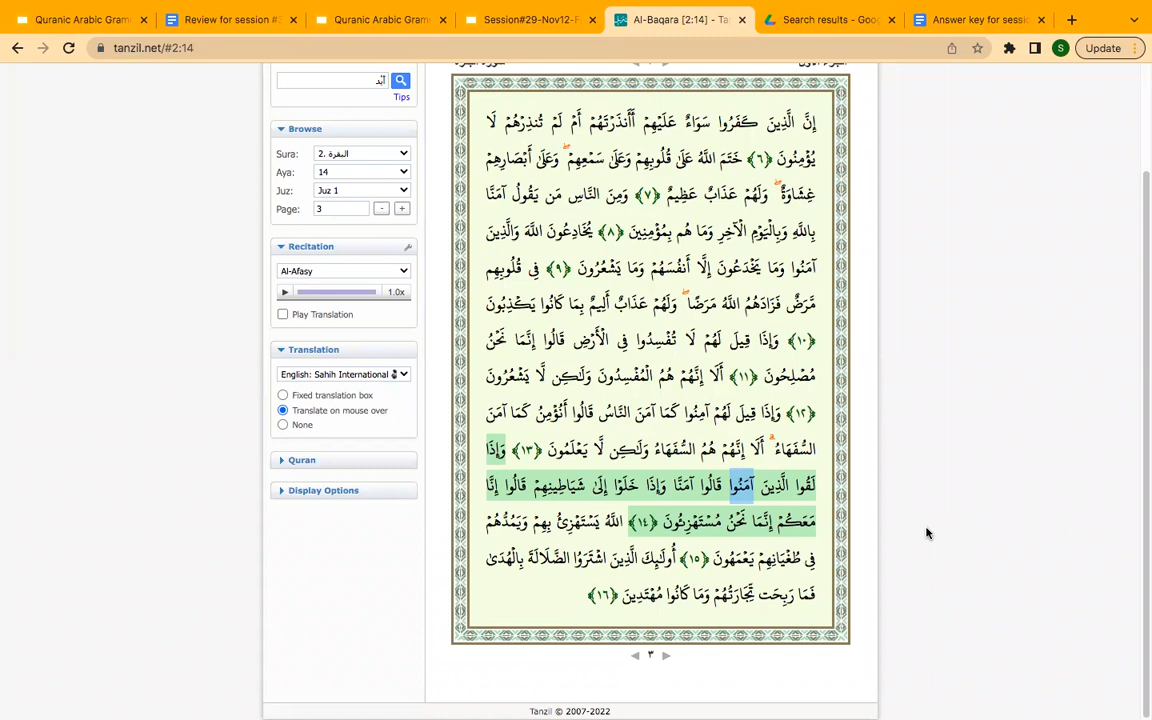 Quranic Arabic Gram
Review for session #3
Quranic Arabic Gram
Session#29-Nov12-F
Al-Baqara [2:14] - Ta
Search results - Goo
Answer key for sessi
tanzil.net/#2:14
S
Update
Tips
Browse
Sura:
2. البقرة
Aya:
14
Juz:
Juz 1
Page:
3
-
+
Recitation
Al-Afasy
1.0x
Play Translation
Translation
English: Sahih International
Fixed translation box
Translate on mouse over
None
Quran
Display Options
إِنَّ الَّذِينَ كَفَرُوا سَوَاءٌ عَلَيْهِمْ أَأَنذَرْتَهُمْ أَمْ لَمْ تُنذِرْهُمْ لَا
يُؤْمِنُونَ ﴿٦﴾ خَتَمَ اللَّهُ عَلَىٰ قُلُوبِهِمْ وَعَلَىٰ سَمْعِهِمْ ۖ وَعَلَىٰ أَبْصَارِهِمْ
غِشَاوَةٌ ۖ وَلَهُمْ عَذَابٌ عَظِيمٌ ﴿٧﴾ وَمِنَ النَّاسِ مَن يَقُولُ آمَنَّا
بِاللَّهِ وَبِالْيَوْمِ الْآخِرِ وَمَا هُم بِمُؤْمِنِينَ ﴿٨﴾ يُخَادِعُونَ اللَّهَ وَالَّذِينَ
آمَنُوا وَمَا يَخْدَعُونَ إِلَّا أَنفُسَهُمْ وَمَا يَشْعُرُونَ ﴿٩﴾ فِي قُلُوبِهِم
مَّرَضٌ فَزَادَهُمُ اللَّهُ مَرَضًا ۖ وَلَهُمْ عَذَابٌ أَلِيمٌ بِمَا كَانُوا يَكْذِبُونَ
﴿١٠﴾ وَإِذَا قِيلَ لَهُمْ لَا تُفْسِدُوا فِي الْأَرْضِ قَالُوا إِنَّمَا نَحْنُ
مُصْلِحُونَ ﴿١١﴾ أَلَا إِنَّهُمْ هُمُ الْمُفْسِدُونَ وَلَٰكِن لَّا يَشْعُرُونَ
﴿١٢﴾ وَإِذَا قِيلَ لَهُمْ آمِنُوا كَمَا آمَنَ النَّاسُ قَالُوا أَنُؤْمِنُ كَمَا آمَنَ
السُّفَهَاءُ ۗ أَلَا إِنَّهُمْ هُمُ السُّفَهَاءُ وَلَٰكِن لَّا يَعْلَمُونَ ﴿١٣﴾ وَإِذَا
لَقُوا الَّذِينَ آمَنُوا قَالُوا آمَنَّا وَإِذَا خَلَوْا إِلَىٰ شَيَاطِينِهِمْ قَالُوا إِنَّا
مَعَكُمْ إِنَّمَا نَحْنُ مُسْتَهْزِئُونَ ﴿١٤﴾ اللَّهُ يَسْتَهْزِئُ بِهِمْ وَيَمُدُّهُمْ
فِي طُغْيَانِهِمْ يَعْمَهُونَ ﴿١٥﴾ أُولَٰئِكَ الَّذِينَ اشْتَرَوُا الضَّلَالَةَ بِالْهُدَىٰ
فَمَا رَبِحَت تِّجَارَتُهُمْ وَمَا كَانُوا مُهْتَدِينَ ﴿١٦﴾
٣
Tanzil © 2007-2022